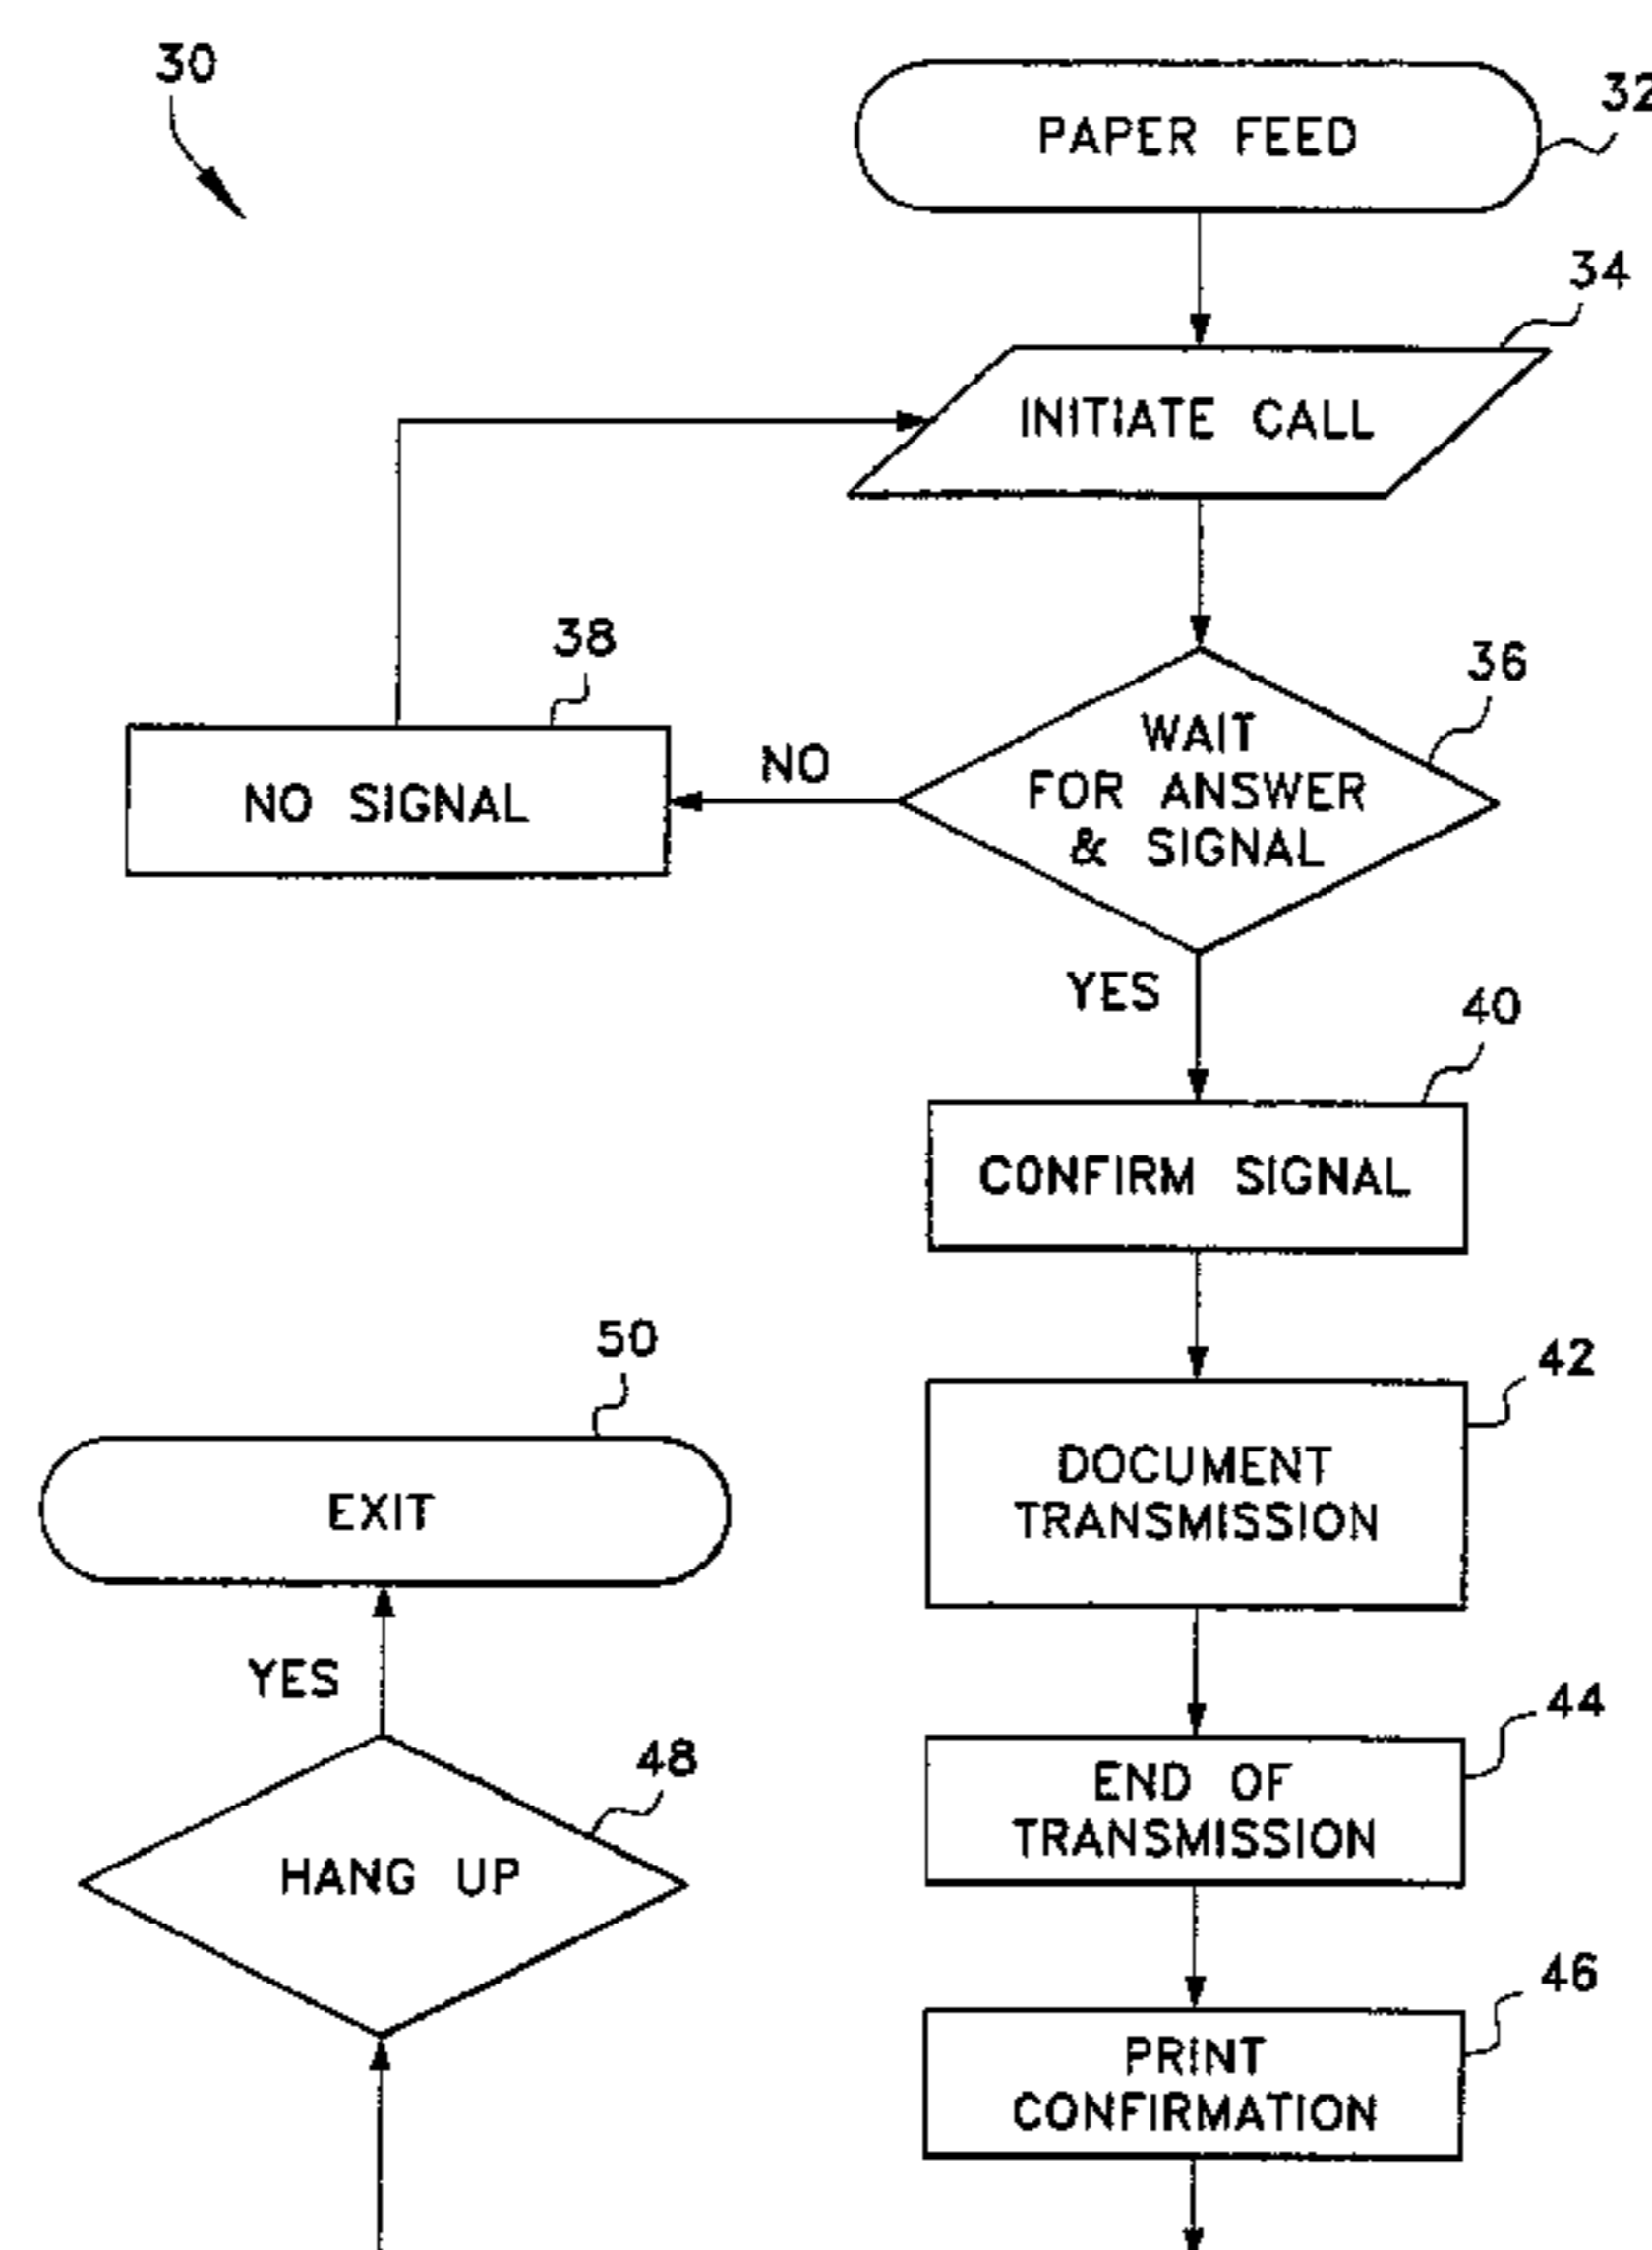 30
PAPER FEED
32
34
INITIATE CALL
38
36
NO SIGNAL
NO
WAIT
FOR ANSWER
& SIGNAL
YES
40
CONFIRM SIGNAL
50
42
EXIT
DOCUMENT
TRANSMISSION
YES
44
48
END OF
TRANSMISSION
HANG UP
46
PRINT
CONFIRMATION